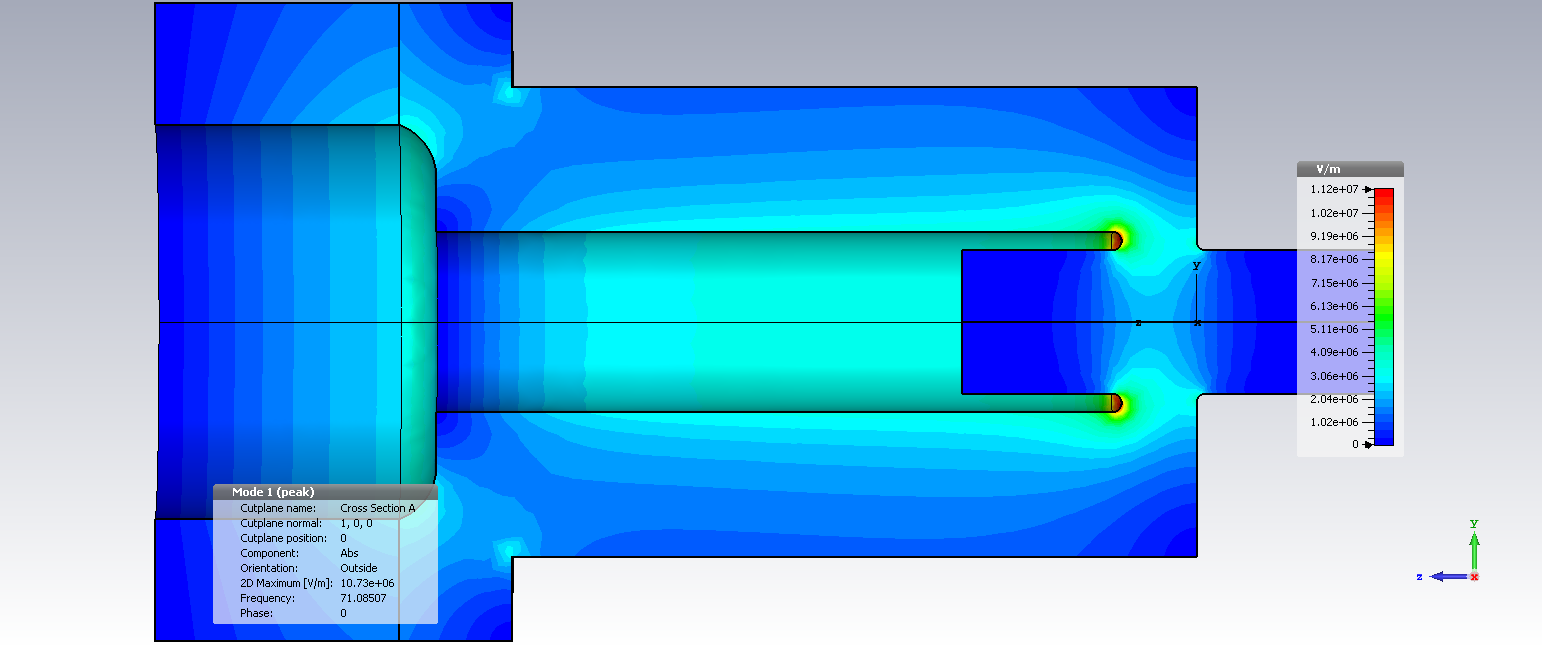 V/m
1.12e+07
1.02e+07
9.19e+06
8.17e+06
7.15e+06
6.13e+06
5.11e+06
4.09e+06
3.06e+06
2.04e+06
1.02e+06
0
y
z
x
Mode 1 (peak)
Cutplane name: Cross Section A
Cutplane normal: 1, 0, 0
Cutplane position: 0
Component: Abs
Orientation: Outside
2D Maximum [V/m]: 10.73e+06
Frequency: 71.08507
Phase: 0
y
z
x